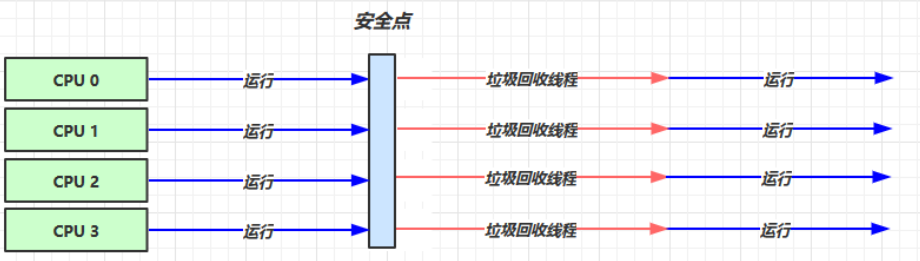 安全点
CPU 0 运行 垃圾回收线程 运行
CPU 1 运行 垃圾回收线程 运行
CPU 2 运行 垃圾回收线程 运行
CPU 3 运行 垃圾回收线程 运行